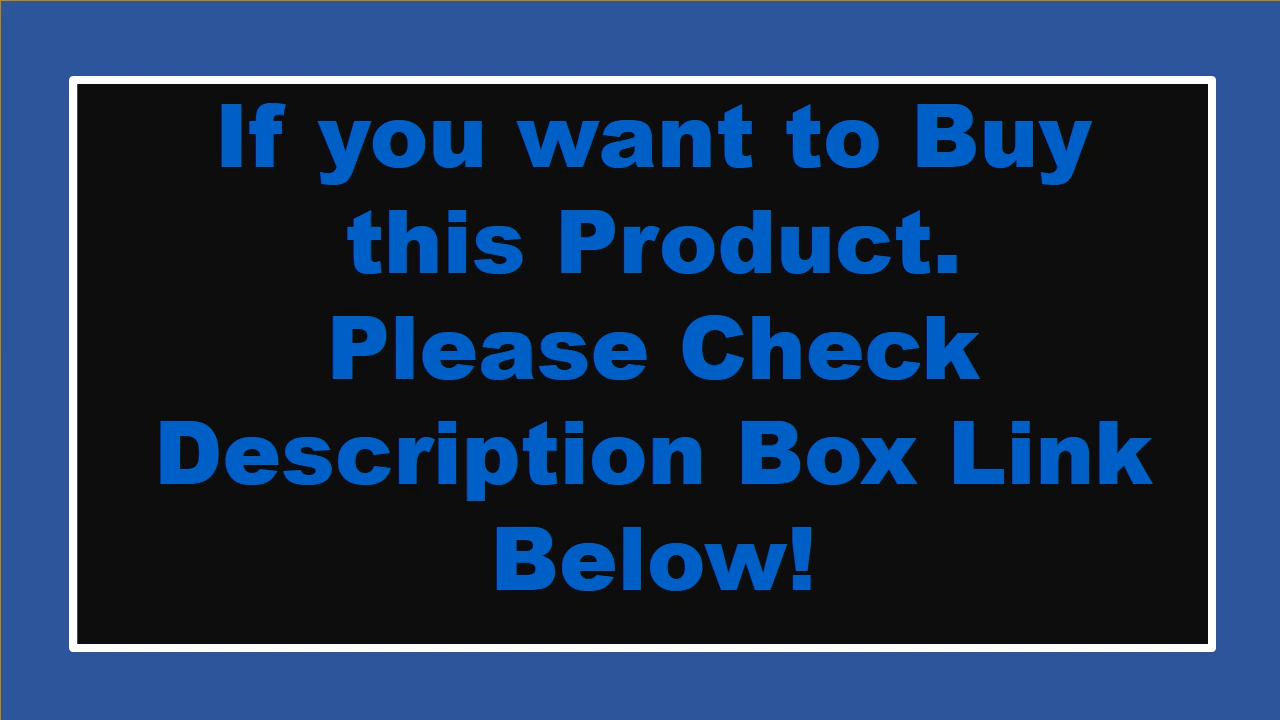 If you want to Buy
this Product.
Please Check
Description Box Link
Below!